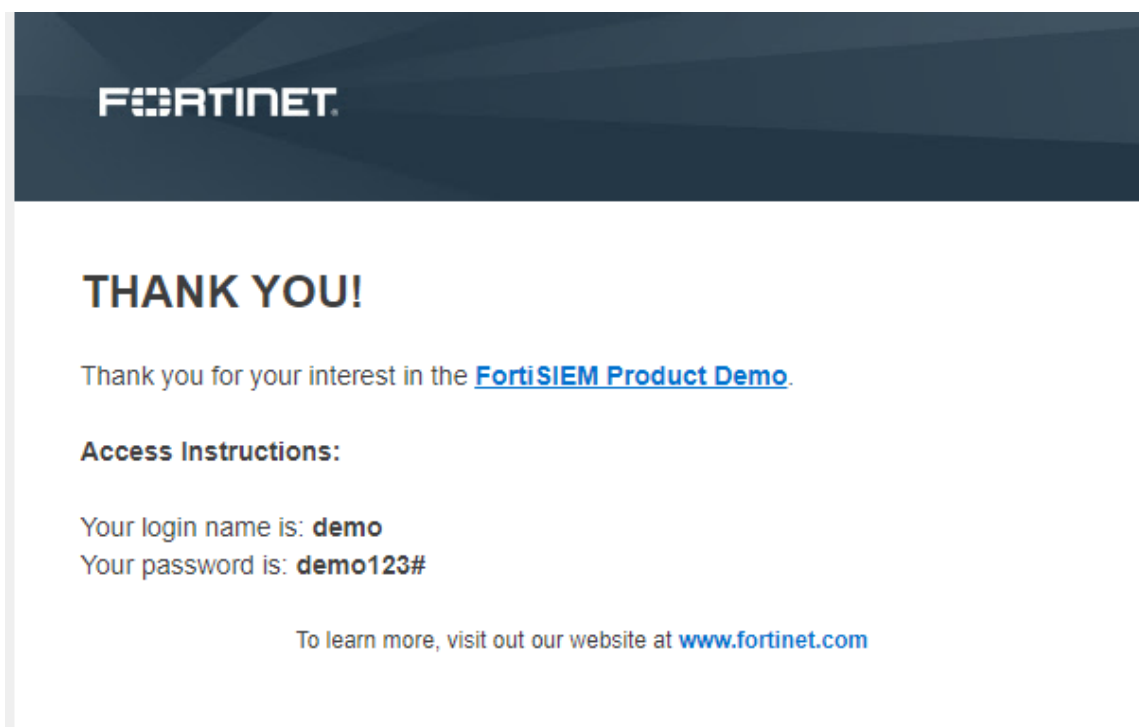 FORTINET.
THANK YOU!
Thank you for your interest in the FortiSIEM Product Demo.
Access Instructions:
Your login name is: demo
Your password is: demo123#
To learn more, visit out our website at www.fortinet.com